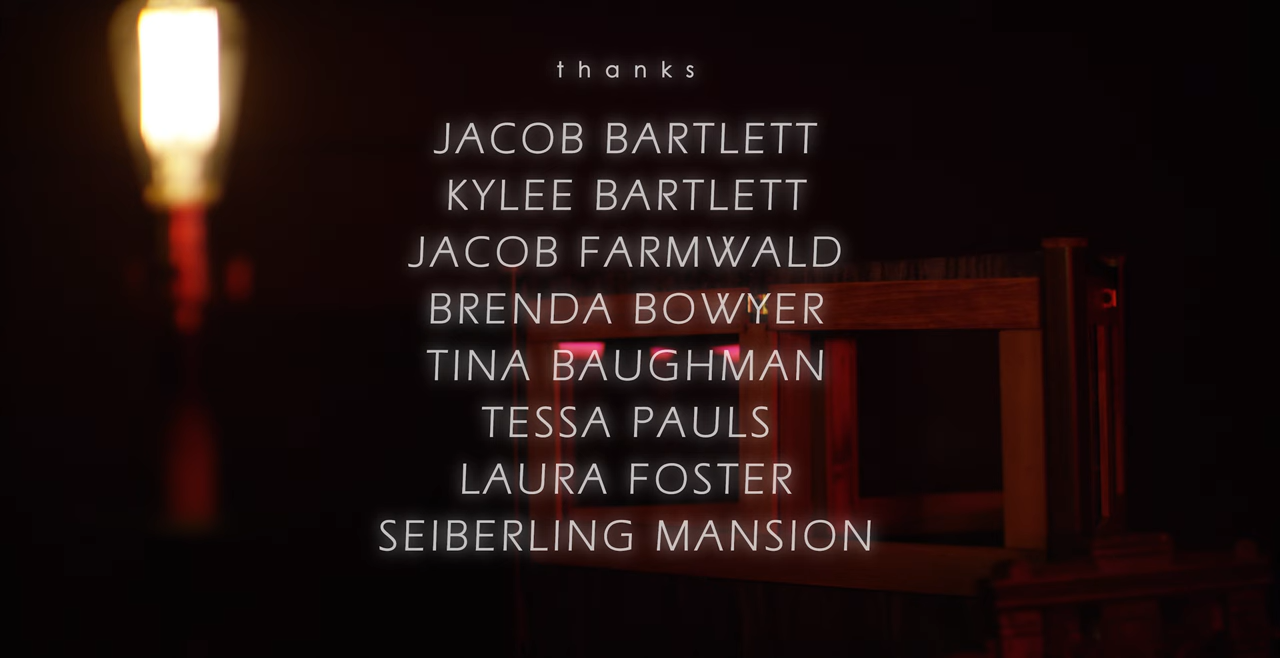 thanks
JACOB BARTLETT
KYLEE BARTLETT
JACOB FARMWALD
BRENDA BOWYER
TINA BAUGHMAN
TESSA PAULS
LAURA FOSTER
SEIBERLING MANSION